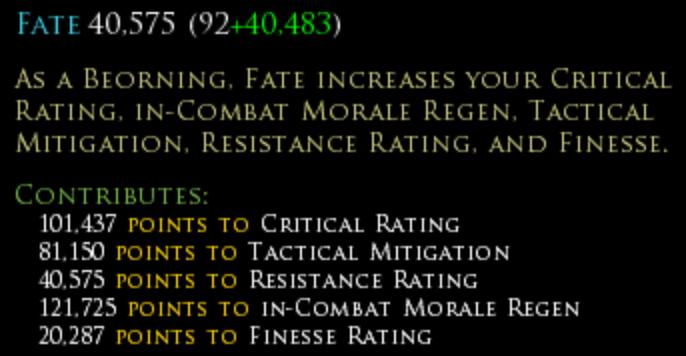 Fate 40,575 (92+40,483)
As a Beorning, Fate increases your Critical
Rating, in-Combat Morale Regen, Tactical
Mitigation, Resistance Rating, and Finesse.
Contributes:
101,437 points to Critical Rating
81,150 points to Tactical Mitigation
40,575 points to Resistance Rating
121,725 points to in-Combat Morale Regen
20,287 points to Finesse Rating